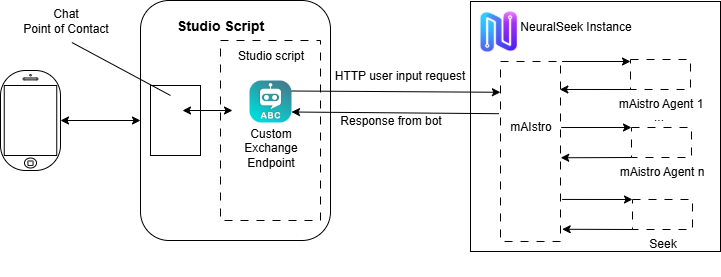 Chat
Point of Contact
Studio Script
Studio script
ABC
Custom
Exchange
Endpoint
HTTP user input request
Response from bot
NeuralSeek Instance
mAIstro
mAistro Agent 1
...
mAistro Agent n
Seek